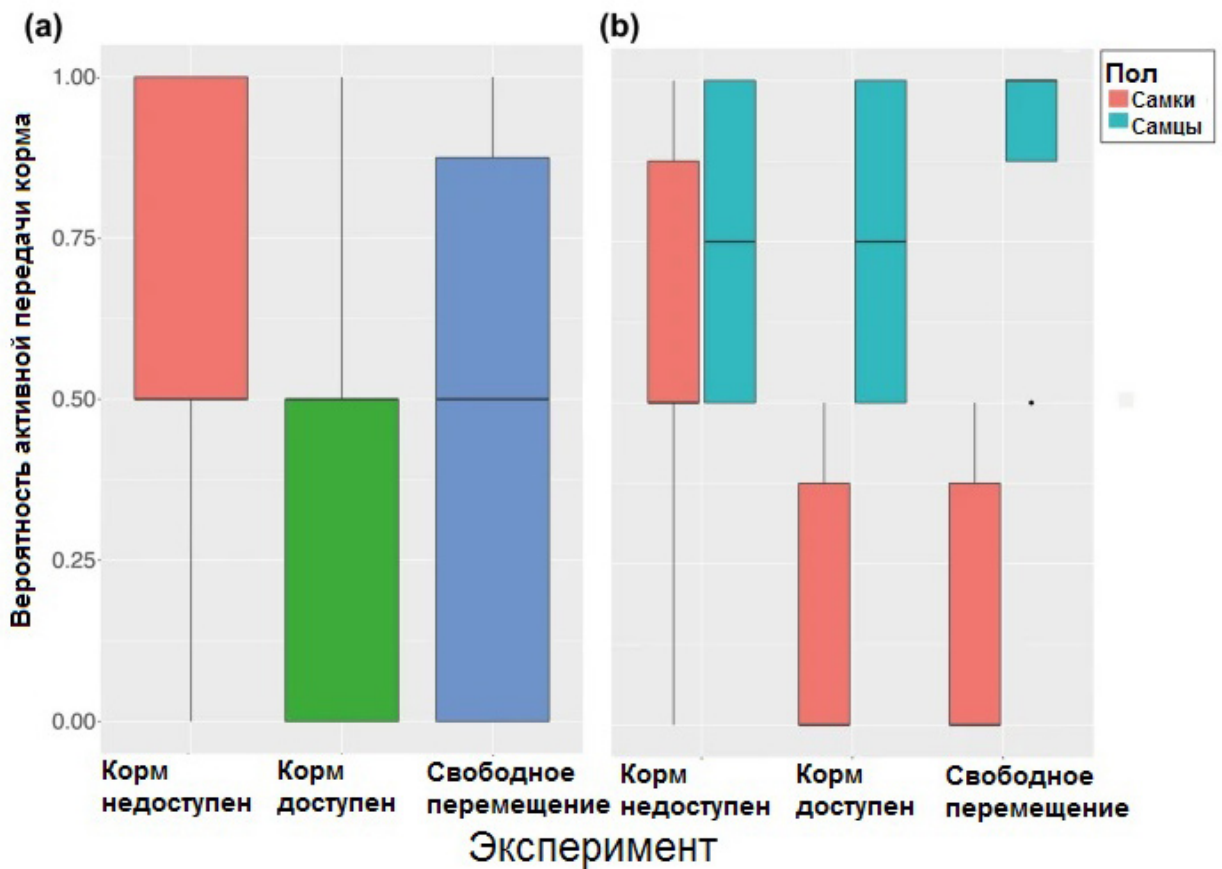 (a)
(b)
Вероятность активной передачи корма
1.00
0.75
0.50
0.25
0.00
Пол
Самки
Самцы
Корм
недоступен
Корм
доступен
Свободное
перемещение
Корм
недоступен
Корм
доступен
Свободное
перемещение
Эксперимент